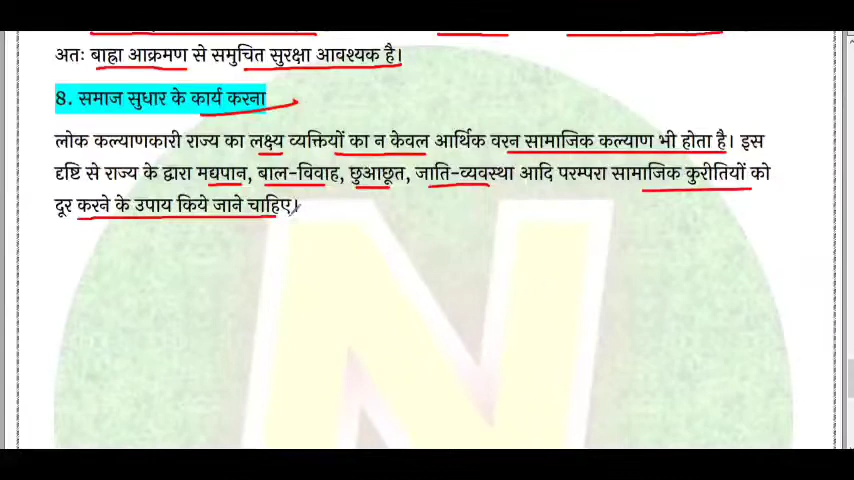 अतः बाह्रा आक्रमण से समुचित सुरक्षा आवश्यक है।
8. समाज सुधार के कार्य करना
लोक कल्याणकारी राज्य का लक्ष्य व्यक्तियों का न केवल आर्थिक वरन सामाजिक कल्याण भी होता है। इस
दृष्टि से राज्य के द्वारा मद्यपान, बाल-विवाह, छुआछूत, जाति-व्यवस्था आदि परम्परा सामाजिक कुरीतियों को
दूर करने के उपाय किये जाने चाहिए।
N